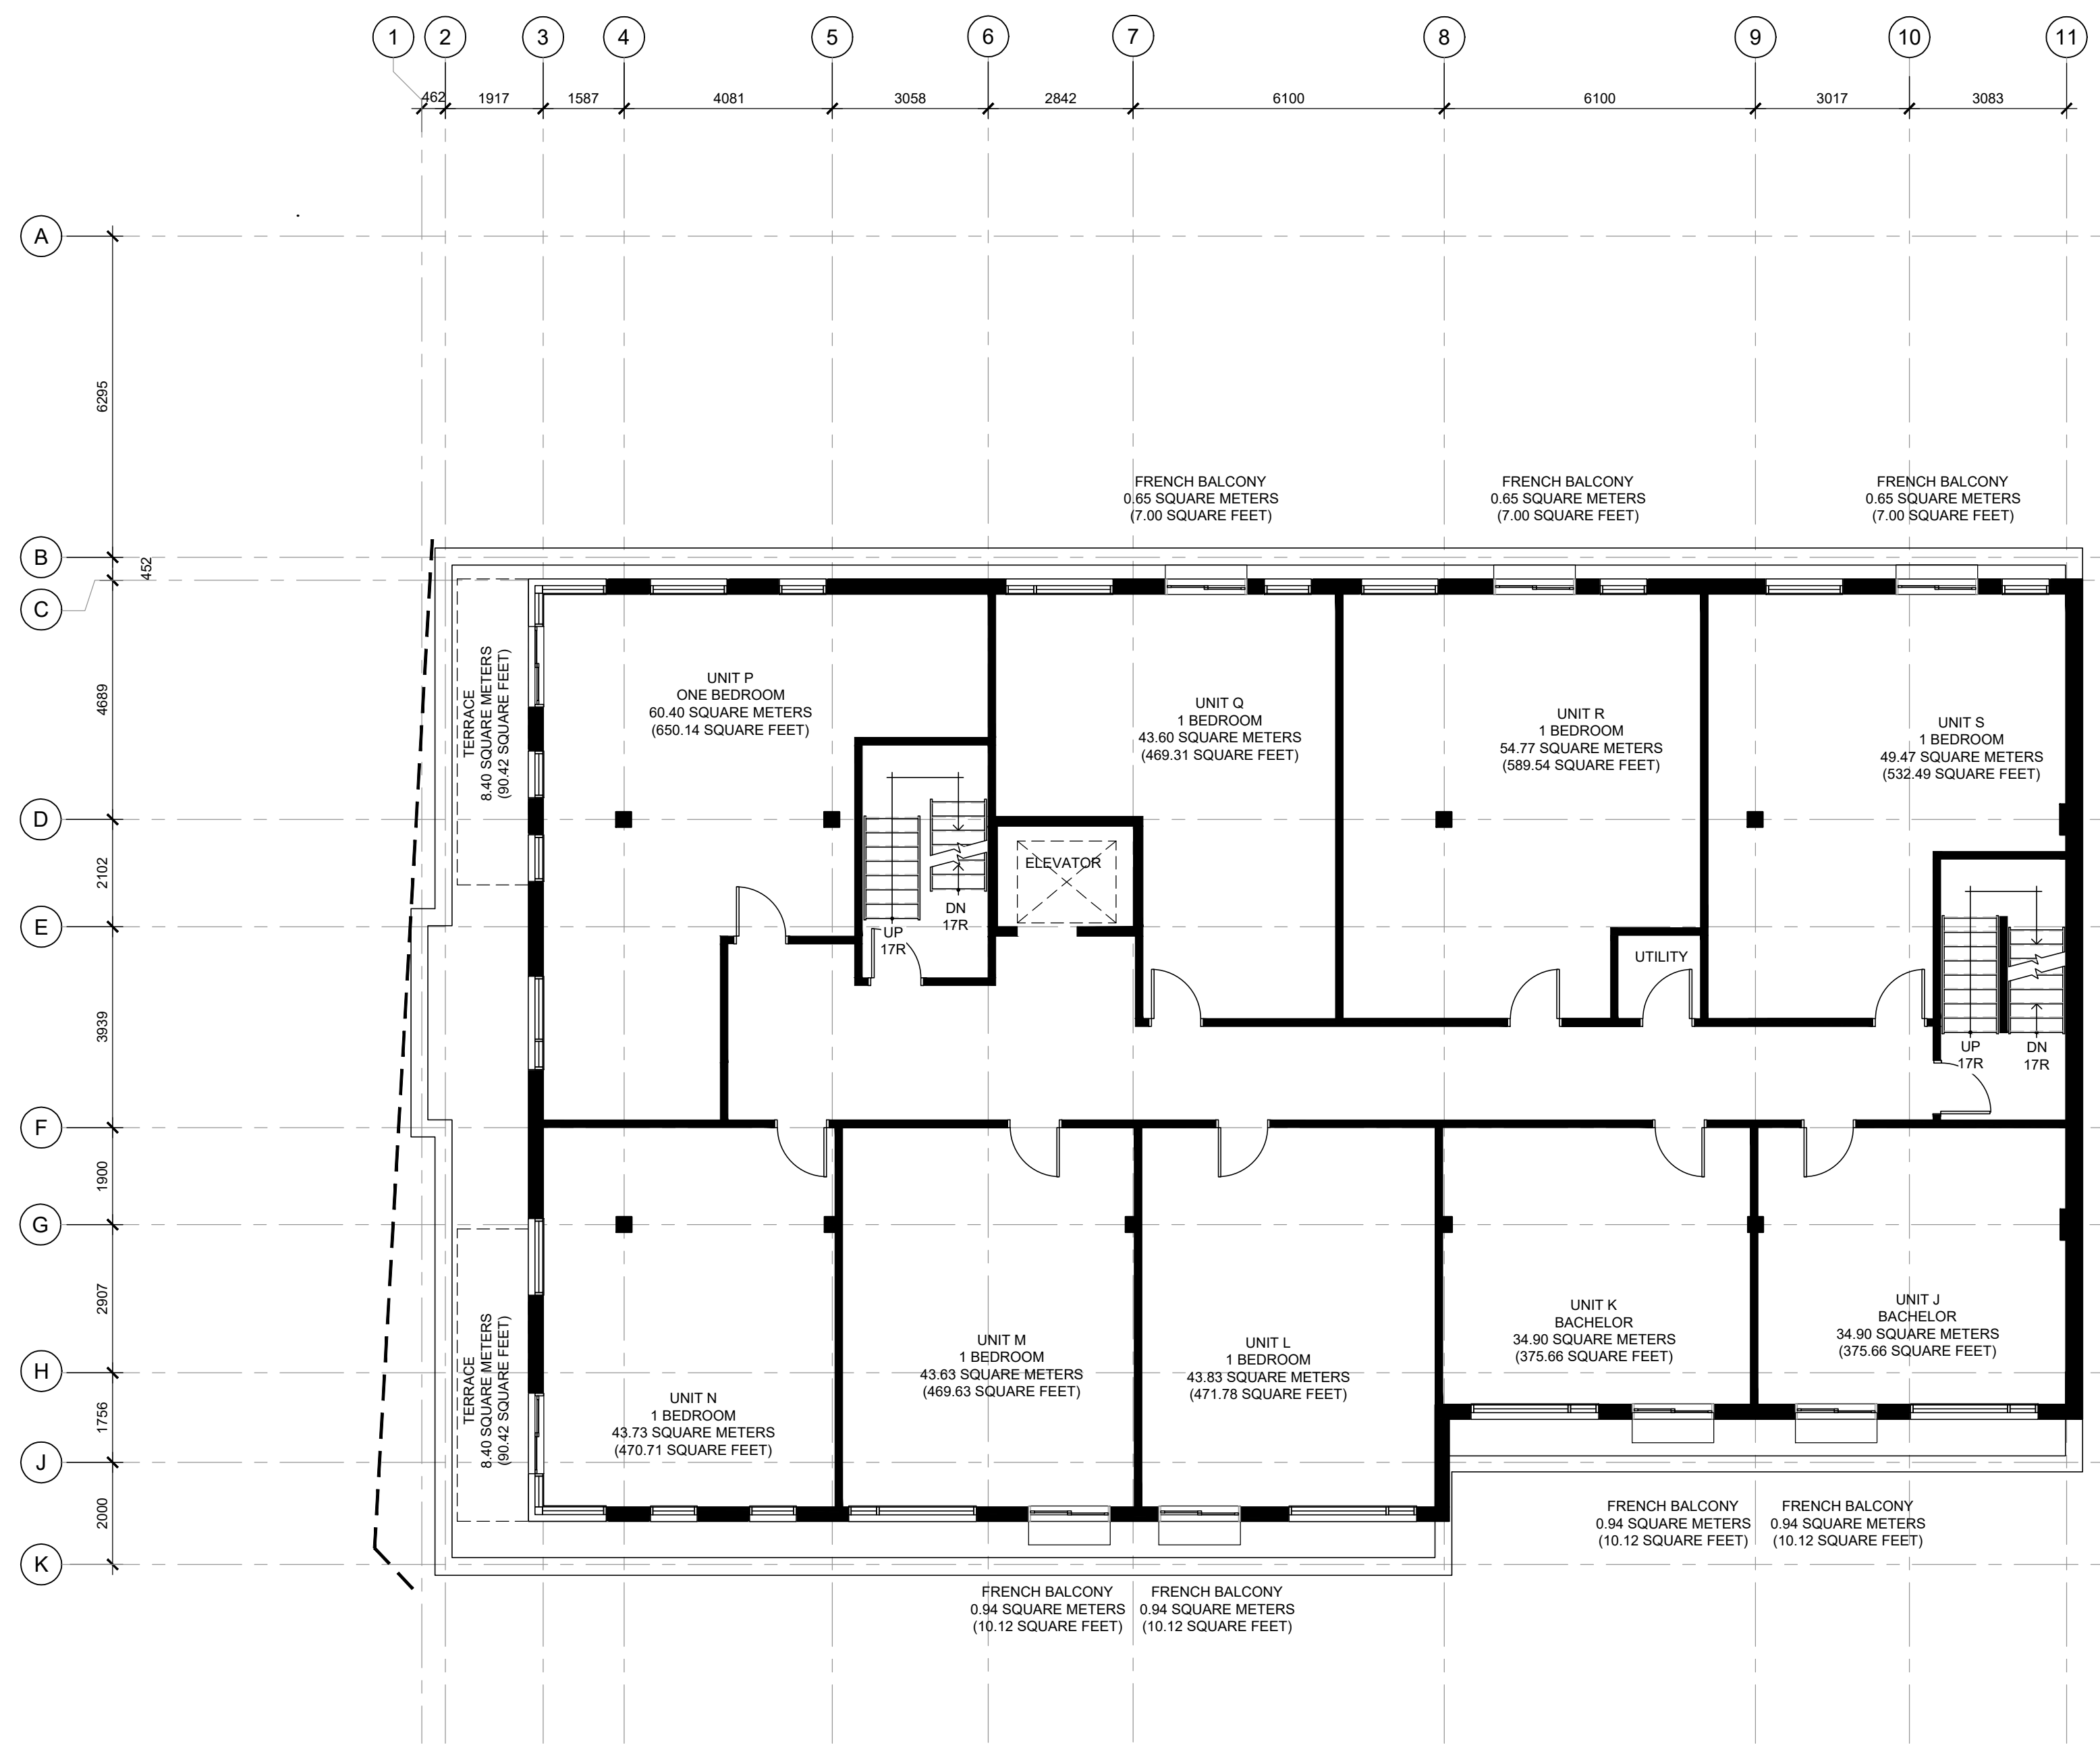 1
2
3
4
5
6
7
8
9
10
11
462
1917
1587
4081
3058
2842
6100
6100
3017
3083
A
6295
B
452
C
4689
D
2102
E
3939
F
1900
G
2907
H
1756
J
2000
K
FRENCH BALCONY
0.65 SQUARE METERS
(7.00 SQUARE FEET)
FRENCH BALCONY
0.65 SQUARE METERS
(7.00 SQUARE FEET)
FRENCH BALCONY
0.65 SQUARE METERS
(7.00 SQUARE FEET)
TERRACE
8.40 SQUARE METERS
(90.42 SQUARE FEET)
UNIT P
ONE BEDROOM
60.40 SQUARE METERS
(650.14 SQUARE FEET)
UNIT Q
1 BEDROOM
43.60 SQUARE METERS
(469.31 SQUARE FEET)
UNIT R
1 BEDROOM
54.77 SQUARE METERS
(589.54 SQUARE FEET)
UNIT S
1 BEDROOM
49.47 SQUARE METERS
(532.49 SQUARE FEET)
ELEVATOR
DN
17R
UP
17R
UTILITY
UP
17R
DN
17R
TERRACE
8.40 SQUARE METERS
(90.42 SQUARE FEET)
UNIT N
1 BEDROOM
43.73 SQUARE METERS
(470.71 SQUARE FEET)
UNIT M
1 BEDROOM
43.63 SQUARE METERS
(469.63 SQUARE FEET)
UNIT L
1 BEDROOM
43.83 SQUARE METERS
(471.78 SQUARE FEET)
UNIT K
BACHELOR
34.90 SQUARE METERS
(375.66 SQUARE FEET)
UNIT J
BACHELOR
34.90 SQUARE METERS
(375.66 SQUARE FEET)
FRENCH BALCONY
0.94 SQUARE METERS
(10.12 SQUARE FEET)
FRENCH BALCONY
0.94 SQUARE METERS
(10.12 SQUARE FEET)
FRENCH BALCONY
0.94 SQUARE METERS
(10.12 SQUARE FEET)
FRENCH BALCONY
0.94 SQUARE METERS
(10.12 SQUARE FEET)